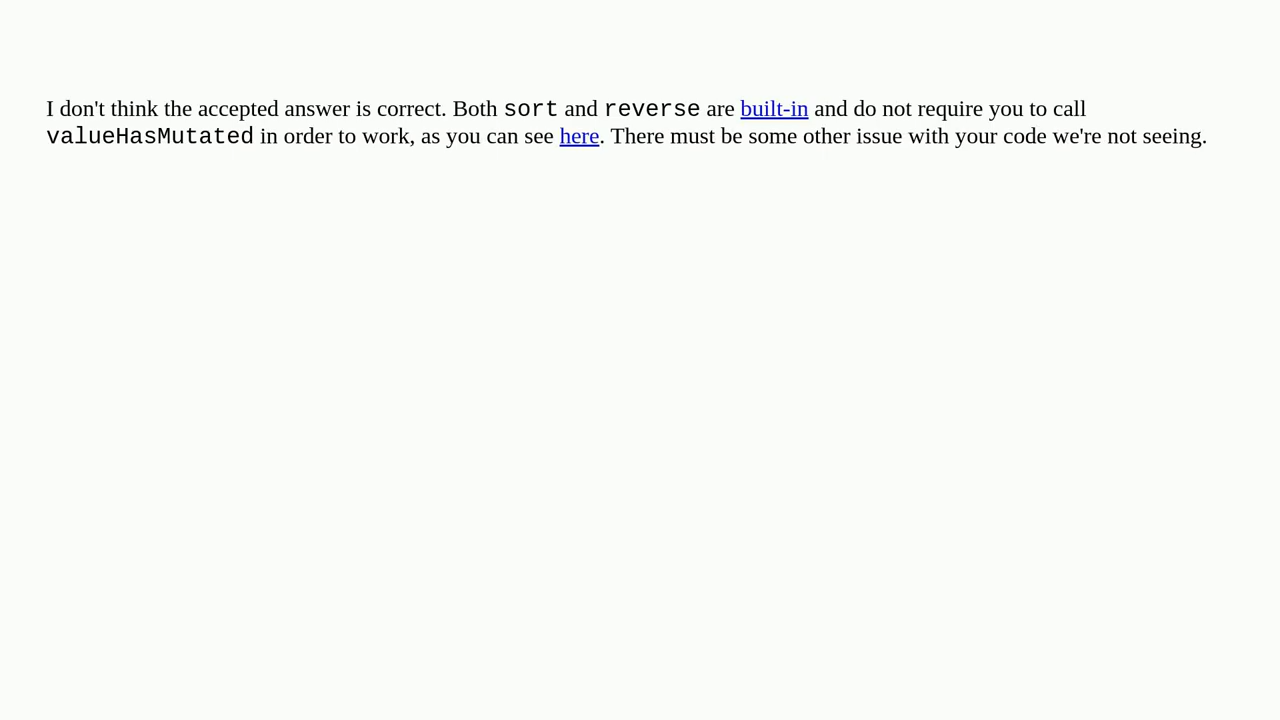 I don't think the accepted answer is correct. Both sort and reverse are built-in and do not require you to call
valueHasMutated in order to work, as you can see here. There must be some other issue with your code we're not seeing.